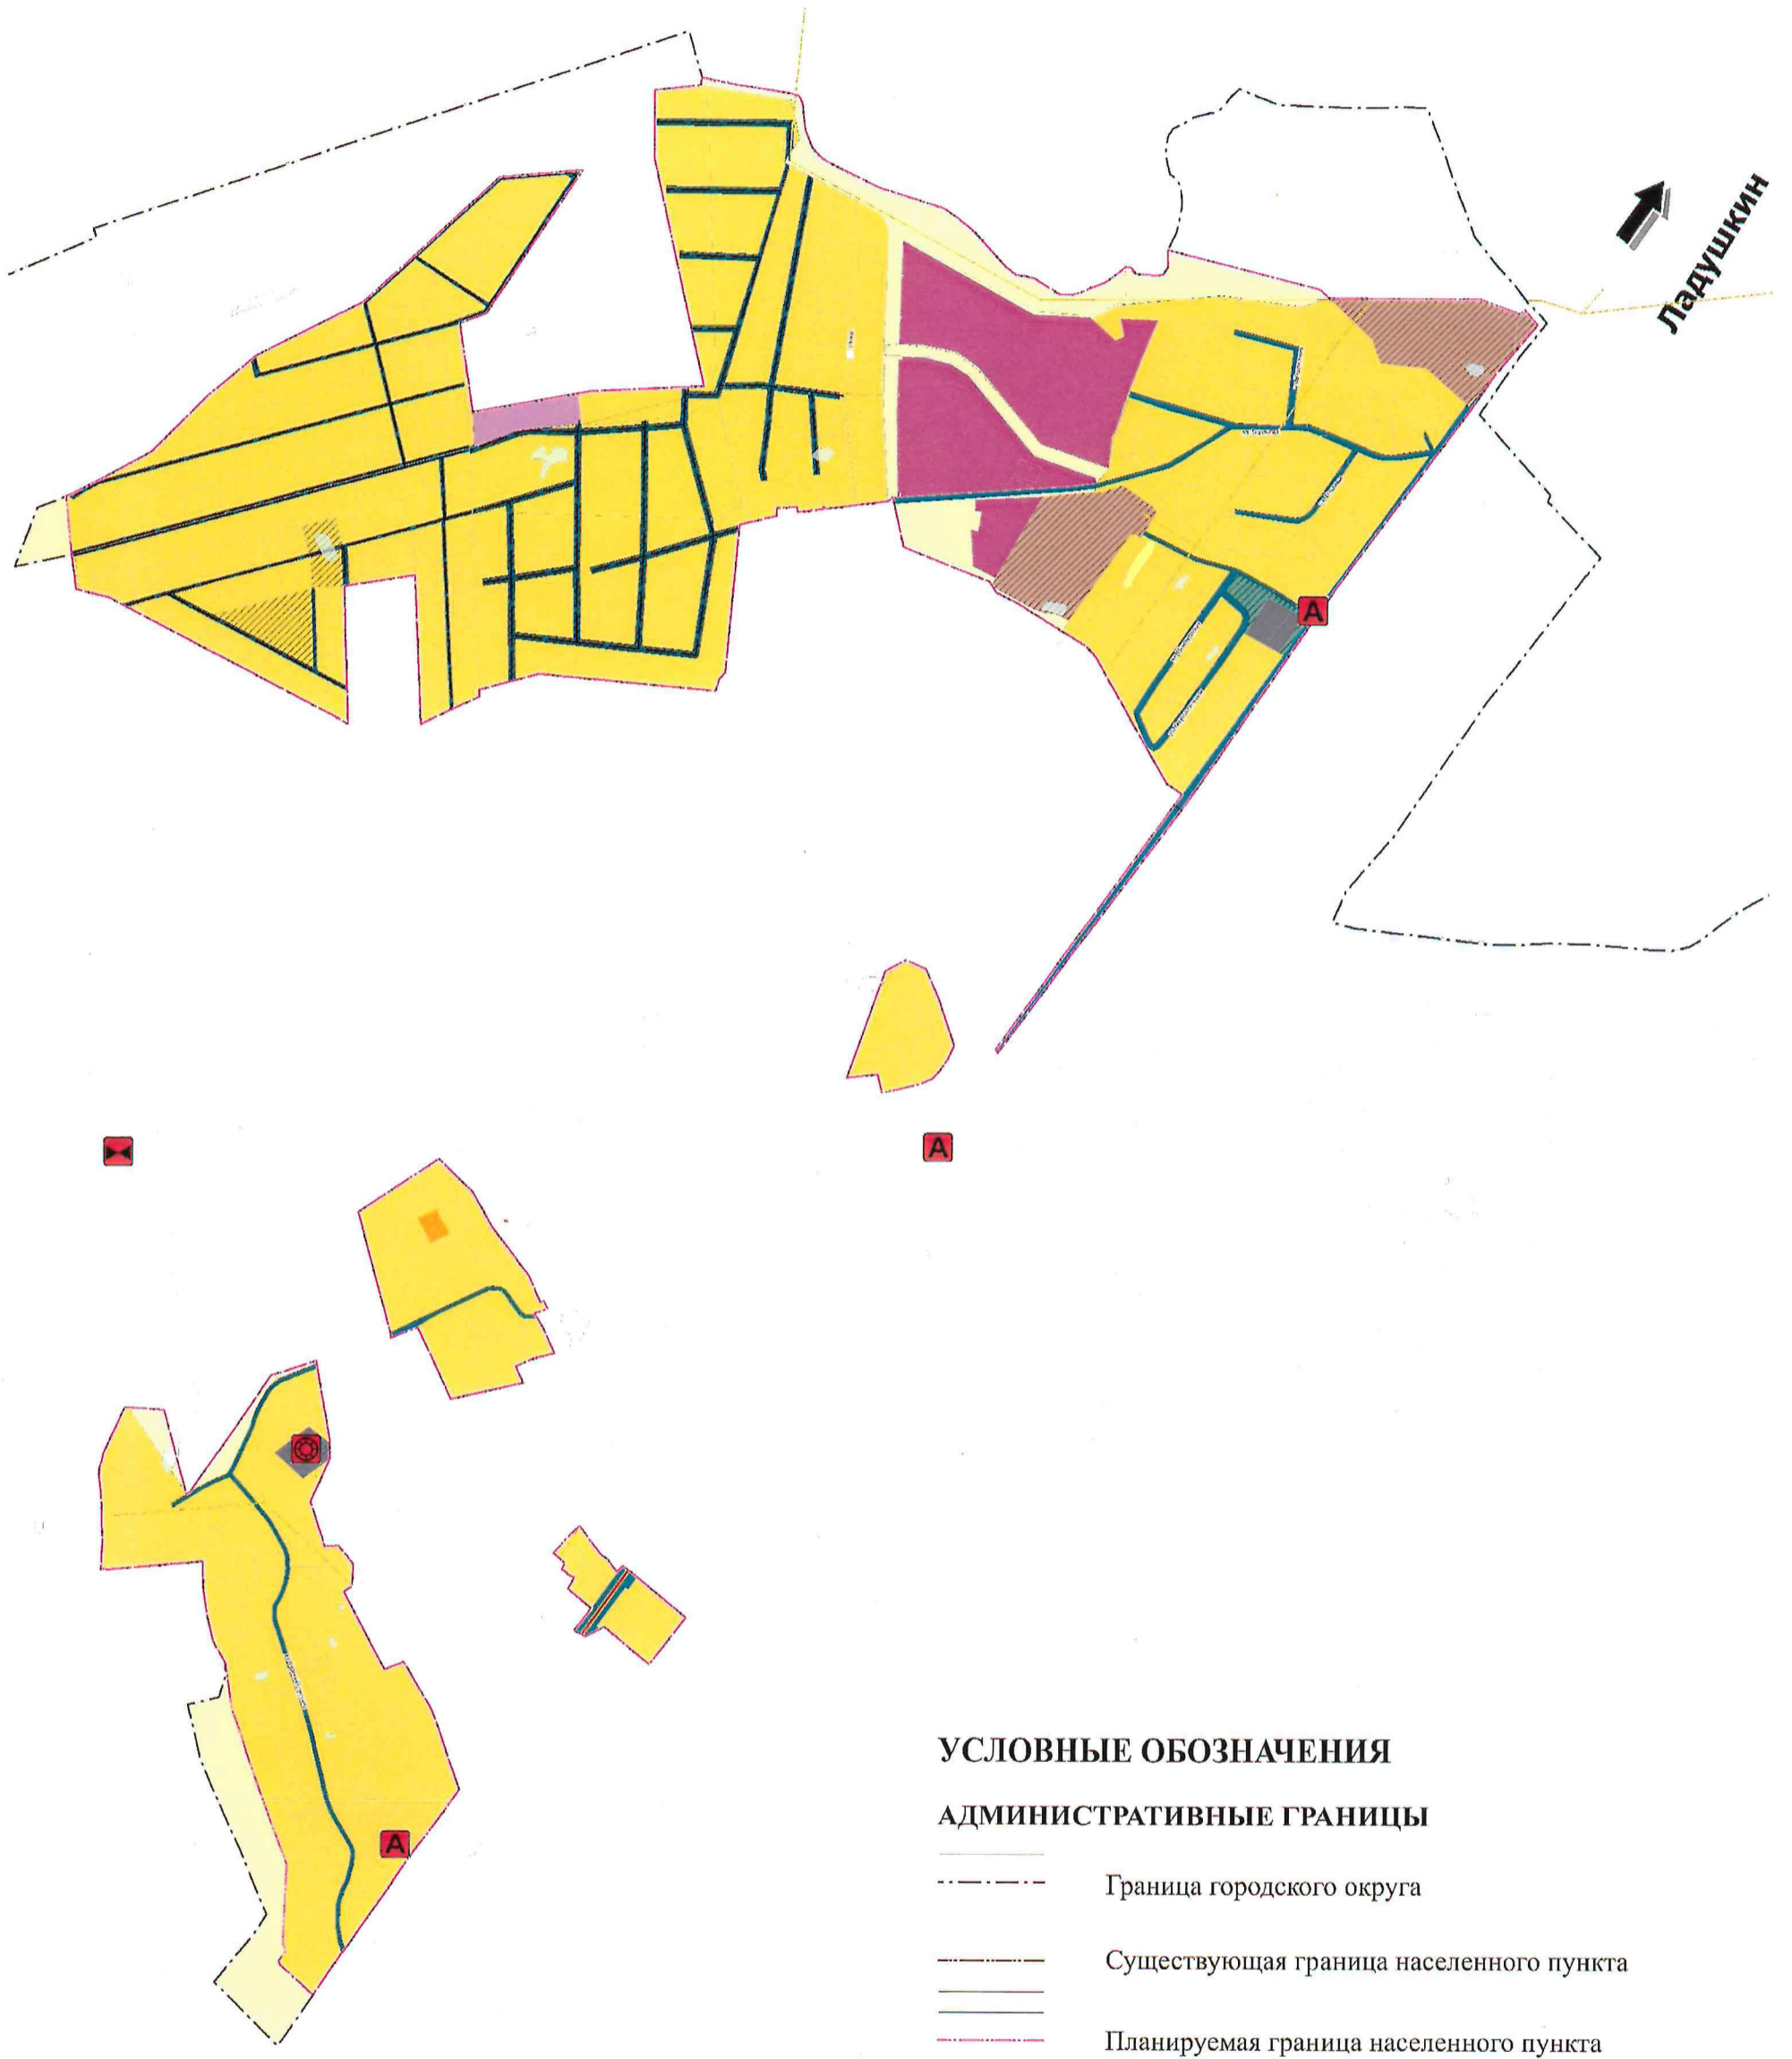 Ладушкин
А
А
А
УСЛОВНЫЕ ОБОЗНАЧЕНИЯ
АДМИНИСТРАТИВНЫЕ ГРАНИЦЫ
Граница городского округа
Существующая граница населенного пункта
Планируемая граница населенного пункта